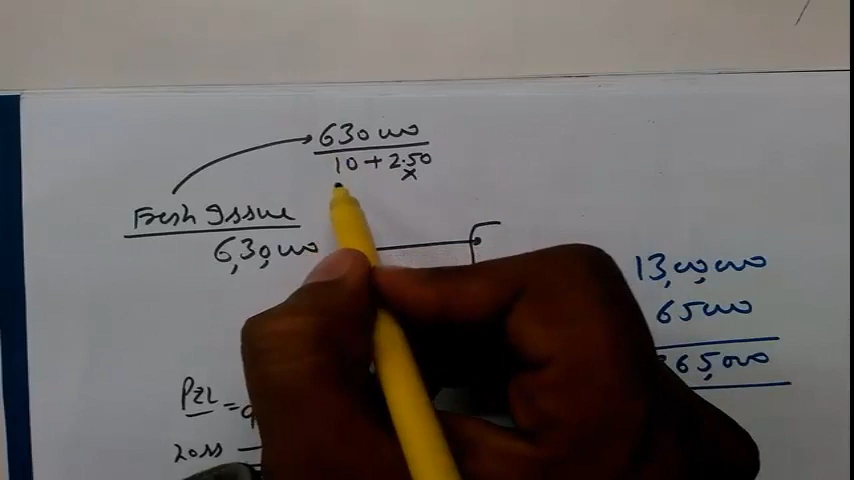 630000
10 + 2.50
x
Fresh Issue
6,30,000
13,00,000
65000
65,000
P&L =
Loss